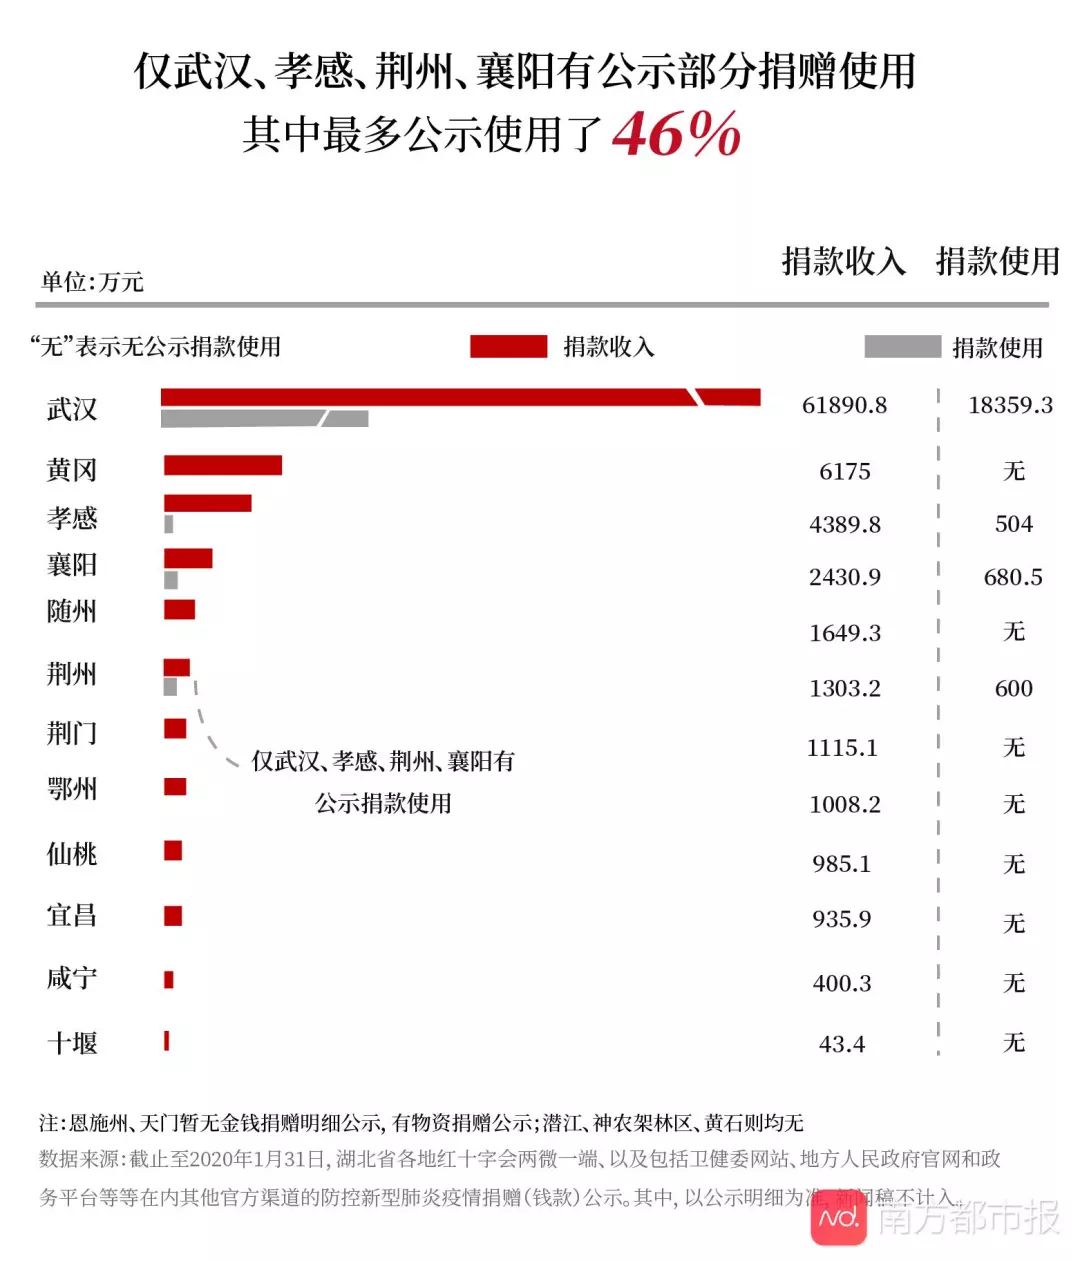 仅武汉、孝感、荆州、襄阳有公示部分捐赠使用
其中最多公示使用了46%
单位:万元 捐款收入 捐款使用
“无”表示无公示捐款使用 捐款收入 捐款使用
武汉 61890.8 18359.3
黄冈 6175 无
孝感 4389.8 504
襄阳 2430.9 680.5
随州 1649.3 无
荆州 1303.2 600
荆门 1115.1 无
仅武汉、孝感、荆州、襄阳有
公示捐款使用
鄂州 1008.2 无
仙桃 985.1 无
宜昌 935.9 无
咸宁 400.3 无
十堰 43.4 无
注:恩施州、天门暂无金钱捐赠明细公示,有物资捐赠公示;潜江、神农架林区、黄石则均无
数据来源:截止至2020年1月31日,湖北省各地红十字会两微一端、以及包括卫健委网站、地方人民政府官网和政
务平台等等在内其他官方渠道的防控新型肺炎疫情捐赠(钱款)公示。其中,以公示明细为准,新闻稿不计入。
Nd. 南方都市报